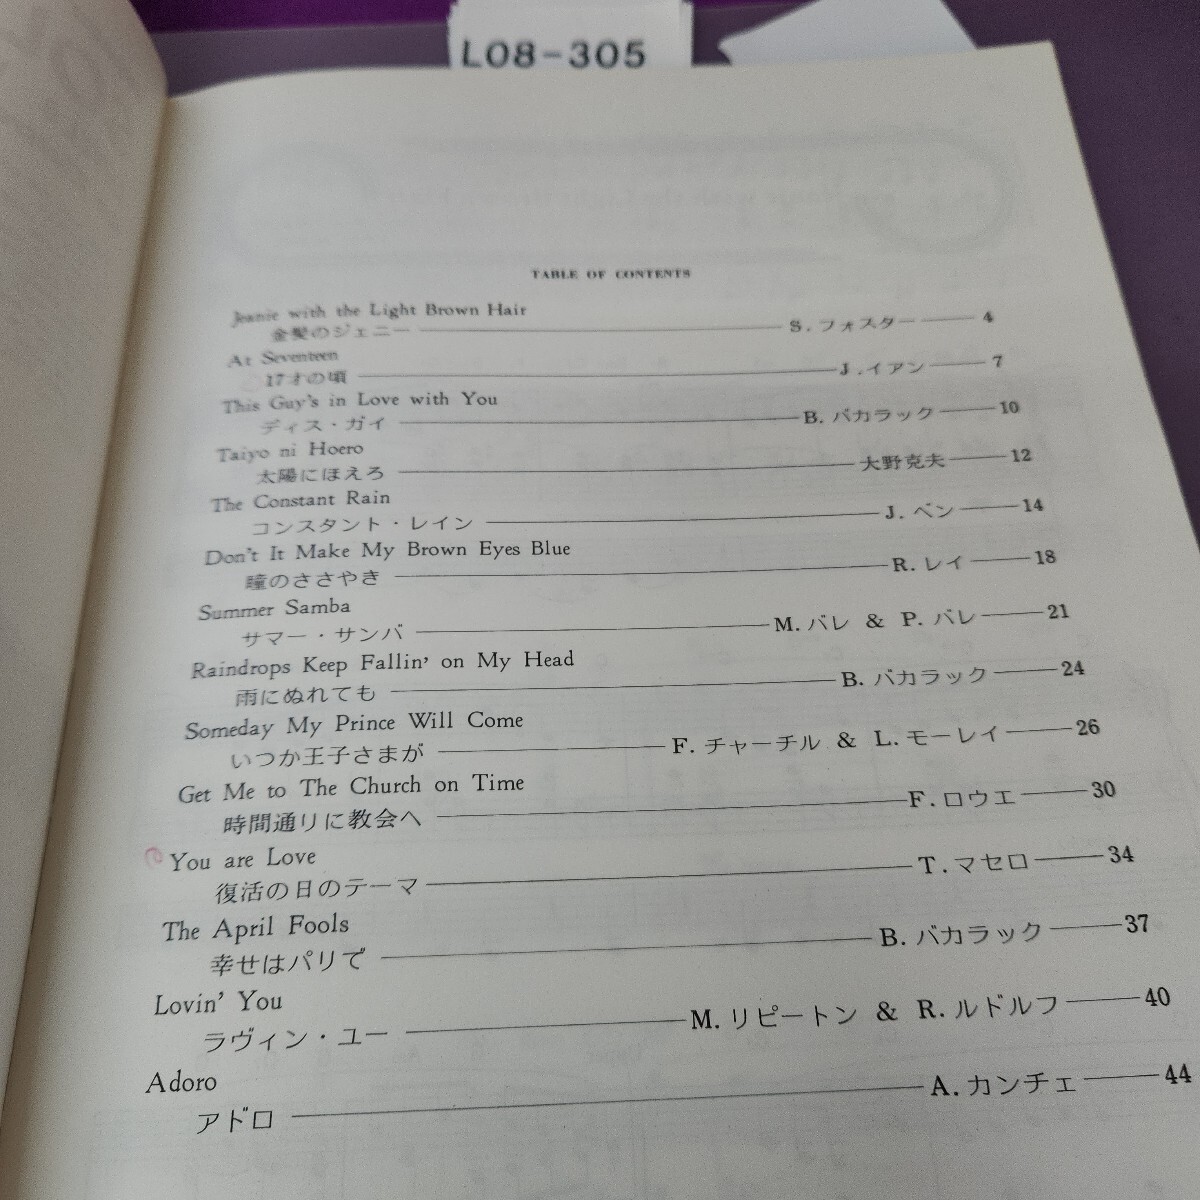 L08-305
TABLE OF CONTENTS
Jeanie with the Light Brown Hair
金髪のジェニー S. フォスター 4
At Seventeen
17才の頃 J. イアン 7
This Guy's in Love with You
ディス・ガイ B. バカラック 10
Taiyo ni Hoero
太陽にほえろ 大野克夫 12
The Constant Rain
コンスタント・レイン J. ベン 14
Don't It Make My Brown Eyes Blue
瞳のささやき R. レイ 18
Summer Samba
サマー・サンバ M. バレ & P. バレ 21
Raindrops Keep Fallin' on My Head
雨にぬれても B. バカラック 24
Someday My Prince Will Come
いつか王子さまが F. チャーチル & L. モーレイ 26
Get Me to The Church on Time
時間通りに教会へ F. ロウエ 30
You are Love
復活の日のテーマ T. マセロ 34
The April Fools
幸せはパリで B. バカラック 37
Lovin' You
ラヴィン・ユー M. リピートン & R. ルドルフ 40
Adoro
アドロ A. カンチェ 44